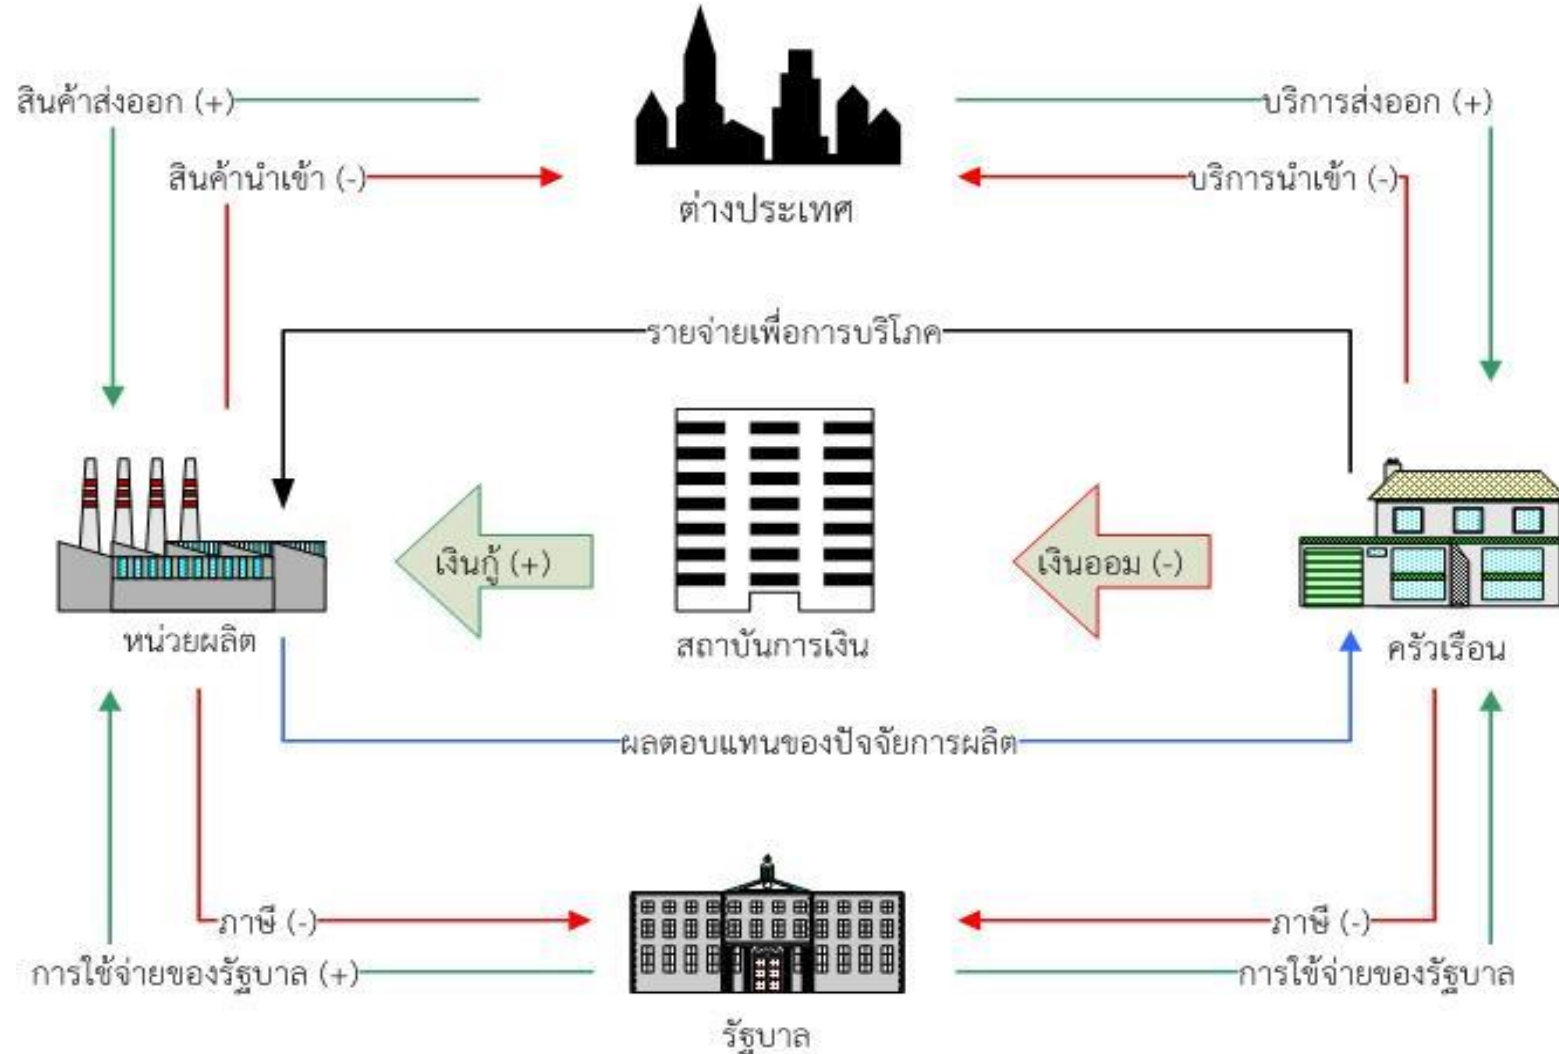 สินค้าส่งออก (+)
บริการส่งออก (+)
สินค้านำเข้า (-)
บริการนำเข้า (-)
ต่างประเทศ
รายจ่ายเพื่อการบริโภค
เงินกู้ (+)
เงินออม (-)
หน่วยผลิต
สถาบันการเงิน
ครัวเรือน
ผลตอบแทนของปัจจัยการผลิต
ภาษี (-)
ภาษี (-)
การใช้จ่ายของรัฐบาล (+)
การใช้จ่ายของรัฐบาล
รัฐบาล